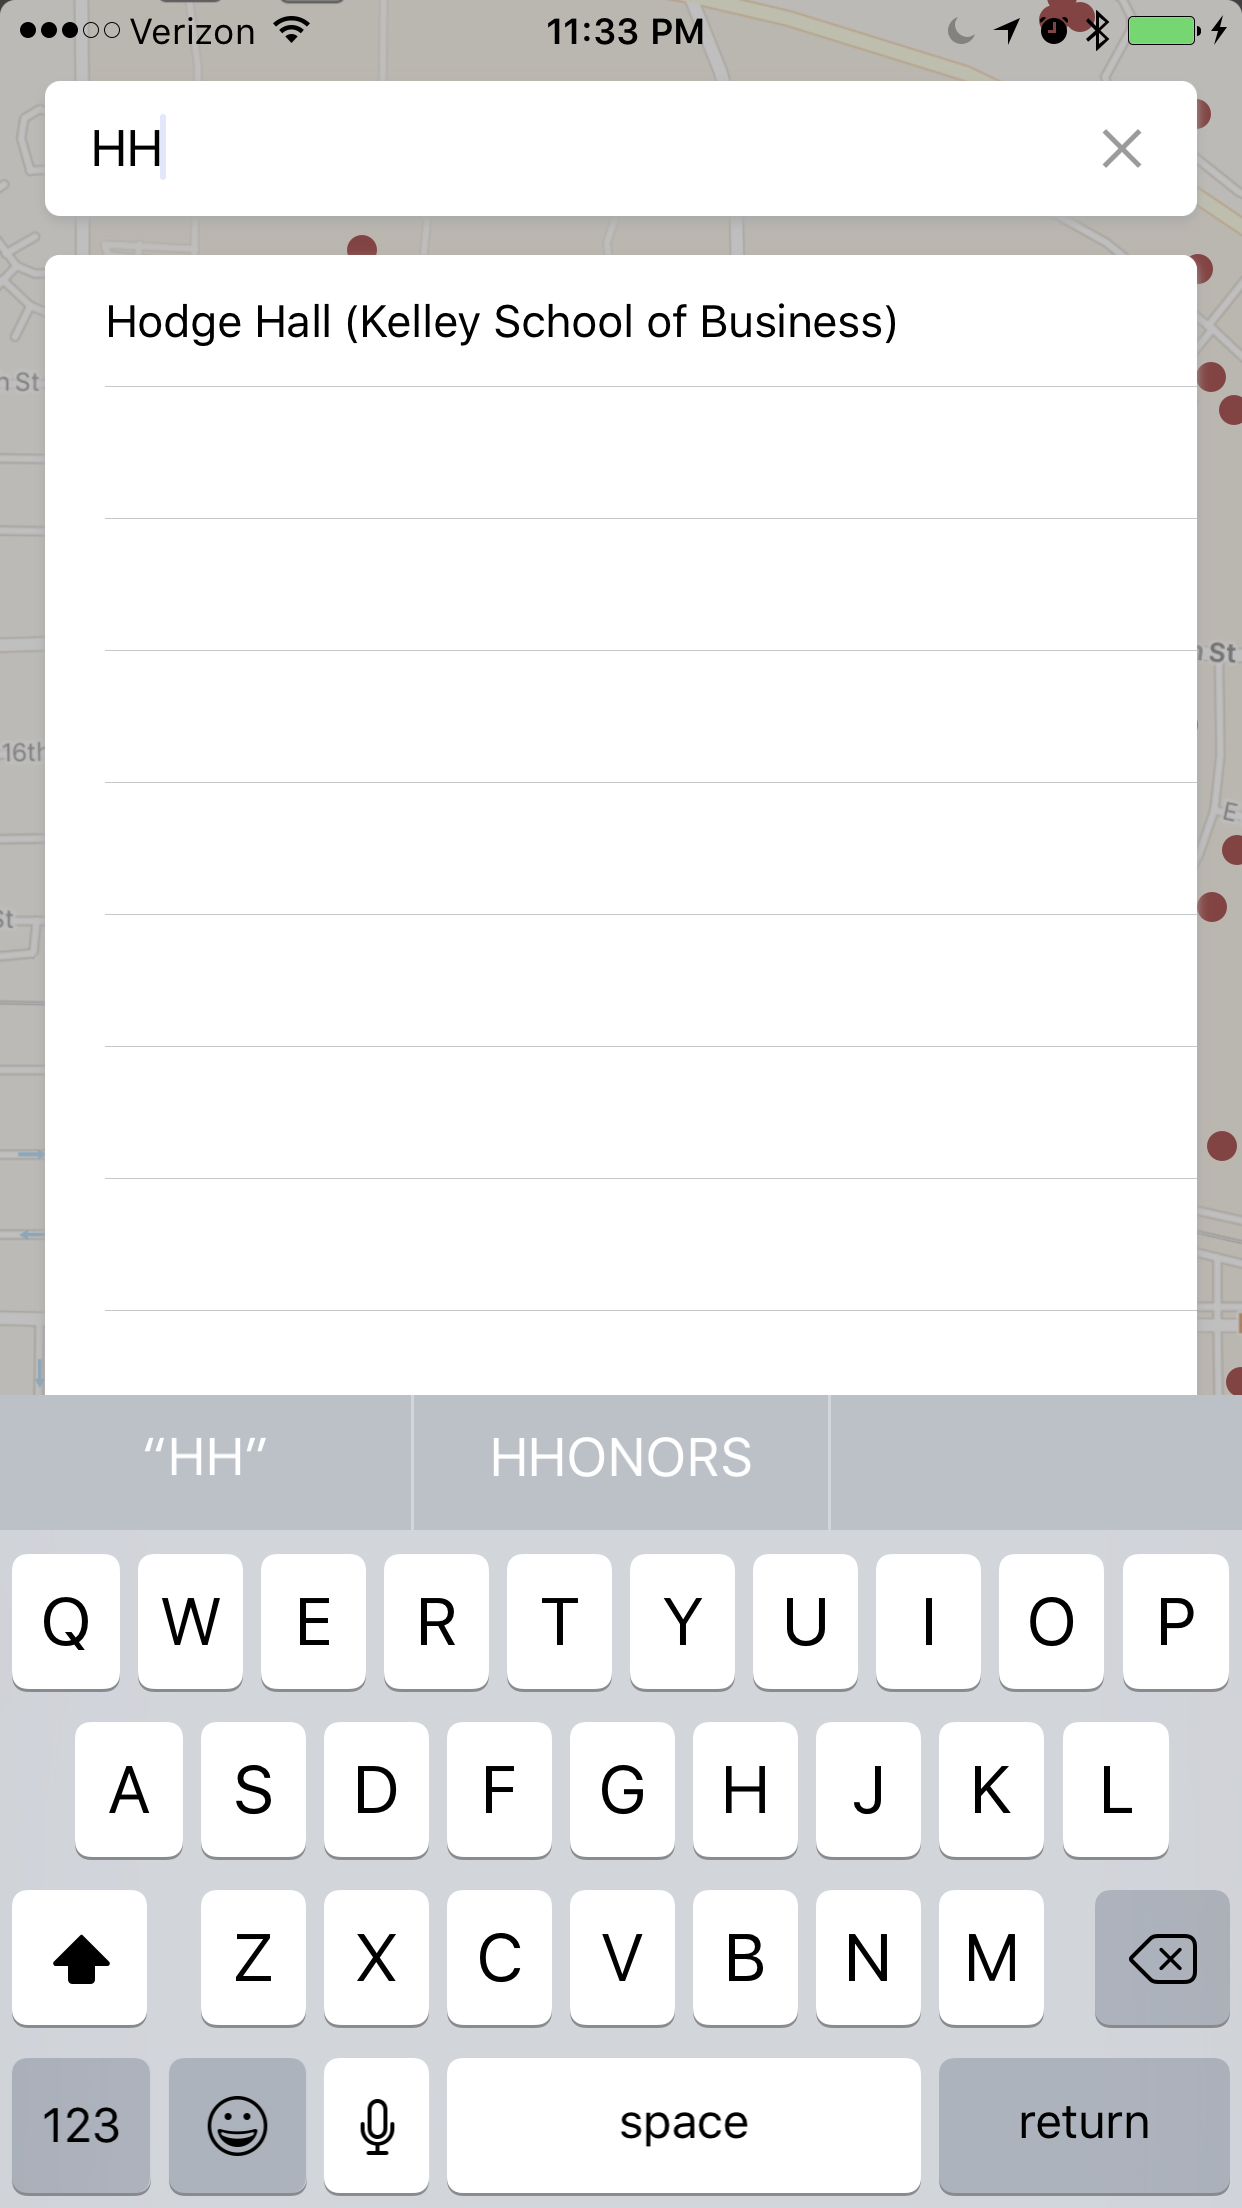 Verizon 11:33 PM
HH
Hodge Hall (Kelley School of Business)
St
St
16th
E
St
“HH” HHONORS
Q W E R T Y U I O P
A S D F G H J K L
Z X C V B N M
123 space return